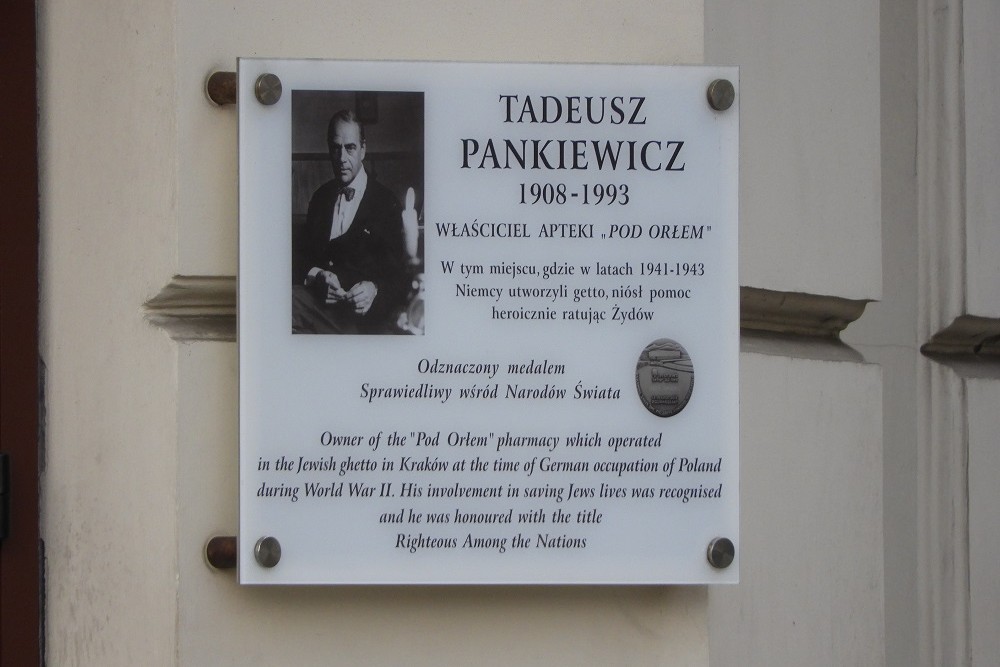 TADEUSZ
PANKIEWICZ
1908-1993
WŁAŚCICIEL APTEKI „POD ORŁEM"
W tym miejscu, gdzie w latach 1941-1943
Niemcy utworzyli getto, niósł pomoc
heroicznie ratując Żydów
Odznaczony medalem
Sprawiedliwy wśród Narodów Świata
Owner of the "Pod Orłem" pharmacy which operated
in the Jewish ghetto in Kraków at the time of German occupation of Poland
during World War II. His involvement in saving Jews lives was recognised
and he was honoured with the title
Righteous Among the Nations